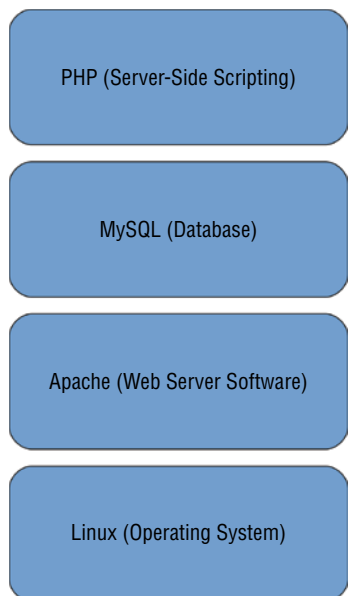 PHP (Server-Side Scripting)
MySQL (Database)
Apache (Web Server Software)
Linux (Operating System)